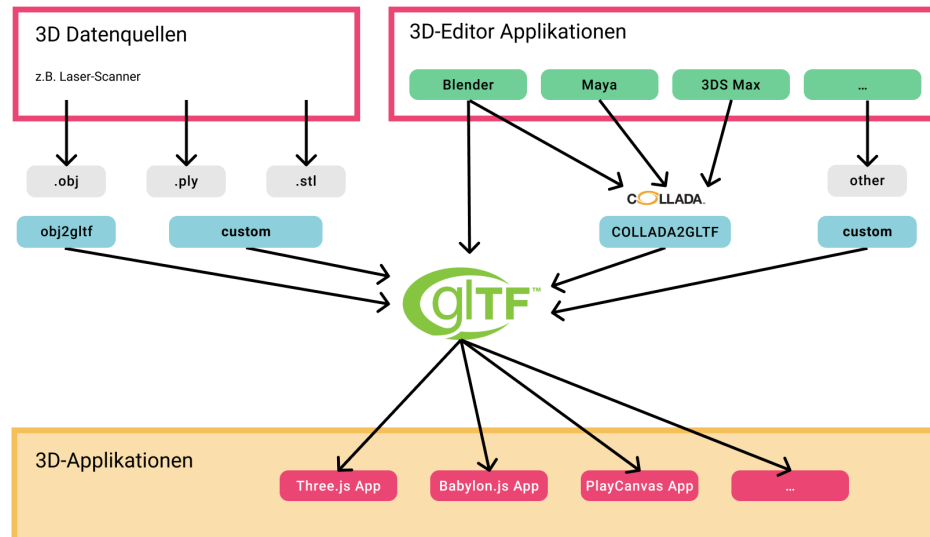 3D Datenquellen
z.B. Laser-Scanner
3D-Editor Applikationen
Blender
Maya
3DS Max
...
.obj
.ply
.stl
COLLADA
other
obj2gltf
custom
COLLADA2GLTF
custom
glTF™
3D-Applikationen
Three.js App
Babylon.js App
PlayCanvas App
...